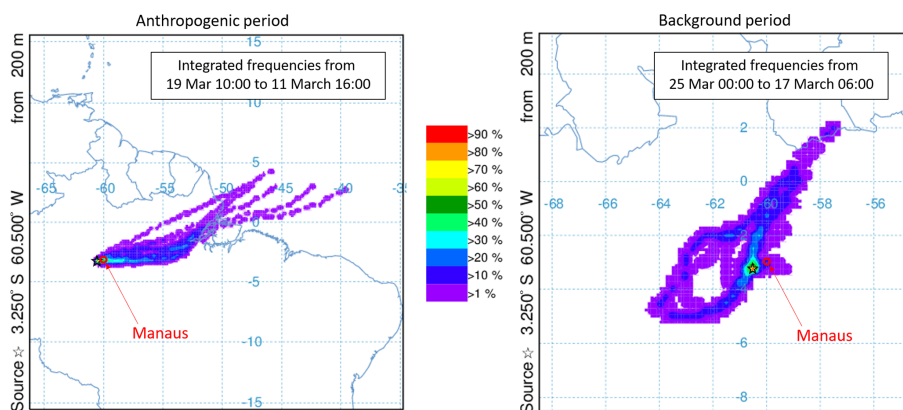 Anthropogenic period
Integrated frequencies from
19 Mar 10:00 to 11 March 16:00
Source ☆ 3.250° S 60.500° W from 200 m
15
10
5
-65 -60 -55 -50 -45 -40 -35
0
-5
-10
-15
Manaus
>90 %
>80 %
>70 %
>60 %
>50 %
>40 %
>30 %
>20 %
>10 %
>1 %
Background period
Integrated frequencies from
25 Mar 00:00 to 17 March 06:00
Source ☆ 3.250° S 60.500° W from 200 m
2
0
-68 -66 -64 -62 -60 -58 -56
-6
-8
Manaus